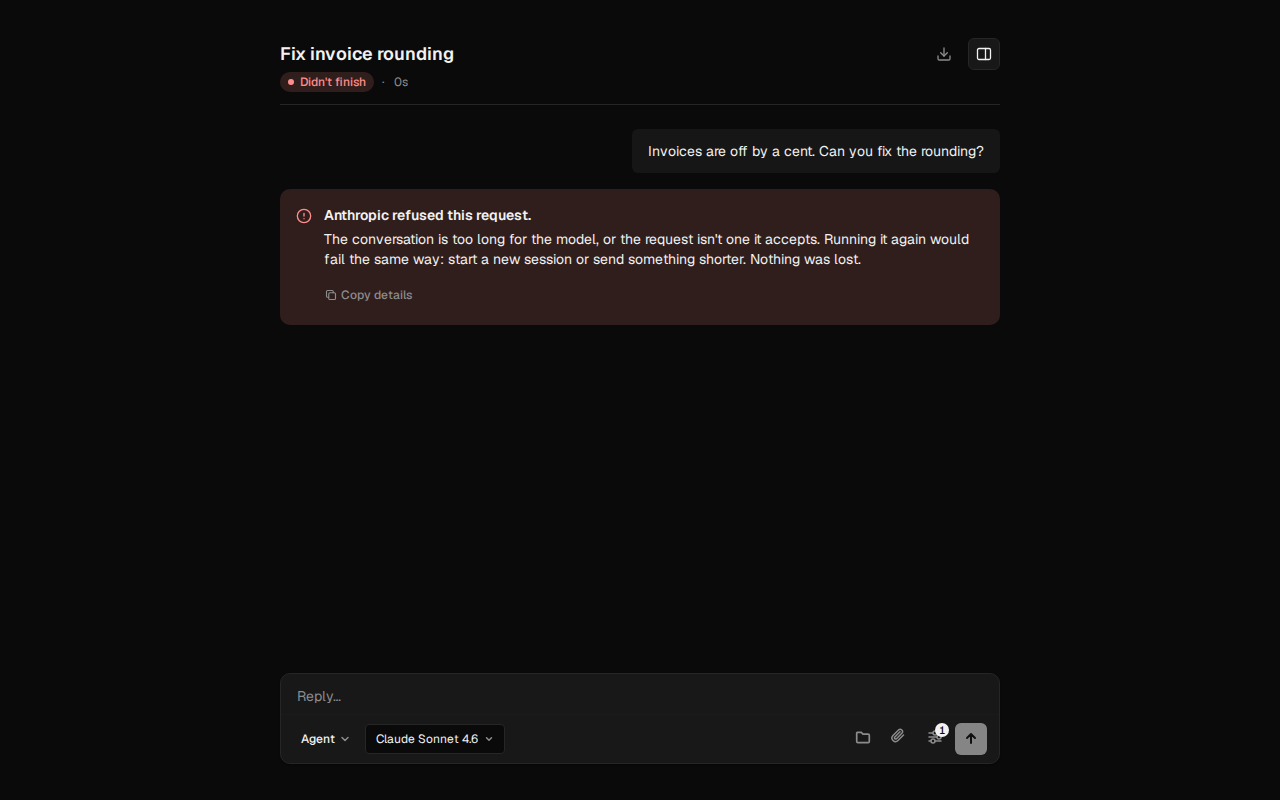 Fix invoice rounding
Didn't finish · 0s
Invoices are off by a cent. Can you fix the rounding?
Anthropic refused this request.
The conversation is too long for the model, or the request isn't one it accepts. Running it again would
fail the same way: start a new session or send something shorter. Nothing was lost.
Copy details
Reply...
Agent Claude Sonnet 4.6 1